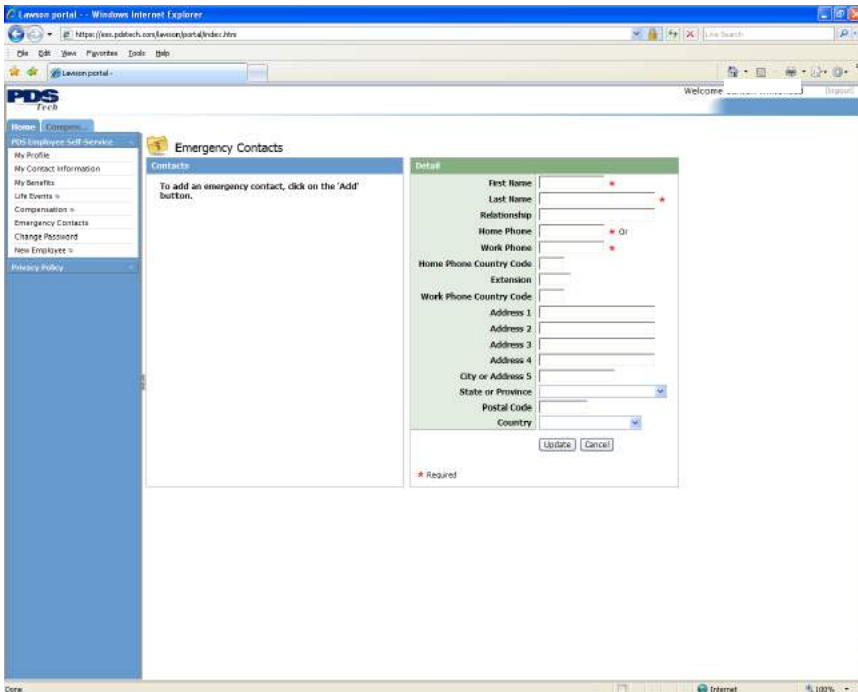 Lawson portal - - Windows Internet Explorer
https://ess.pdstech.com/lawson/portal/index.htm
Live Search
File Edit View Favorites Tools Help
Lawson portal -
PDS
Tech
Welcome
[logout]
Home Compens...
PDS Employee Self-Service
My Profile
My Contact Information
My Benefits
Life Events »
Compensation »
Emergency Contacts
Change Password
New Employee »
Privacy Policy
Emergency Contacts
Contacts
To add an emergency contact, click on the 'Add'
button.
Detail
First Name *
Last Name *
Relationship
Home Phone * Or
Work Phone *
Home Phone Country Code
Extension
Work Phone Country Code
Address 1
Address 2
Address 3
Address 4
City or Address 5
State or Province
Postal Code
Country
Update Cancel
* Required
Done
Internet
100%